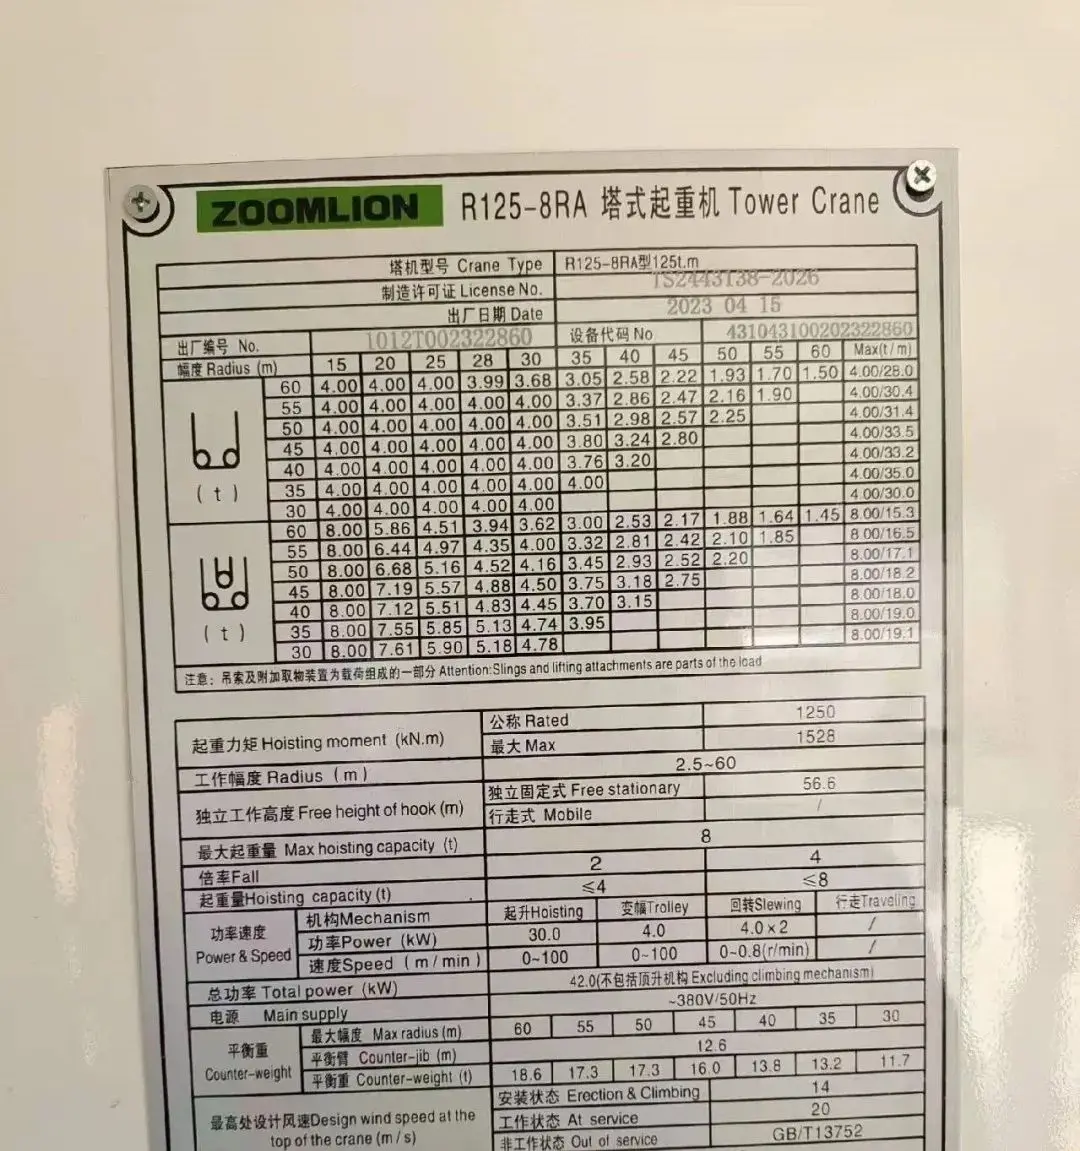 ZOOMLION R125-8RA 塔式起重机 Tower Crane
塔机型号 Crane Type R125-8RA型125t.m
制造许可证 License No. TS2443138-2026
出厂日期 Date 2023 04 15
出厂编号 No. 1012T002322860 设备代码 No 431043100202322860
幅度 Radius (m) 15 20 25 28 30 35 40 45 50 55 60 Max(t/m)
60 4.00 4.00 4.00 3.99 3.68 3.05 2.58 2.22 1.93 1.70 1.50 4.00/28.0
55 4.00 4.00 4.00 4.00 4.00 3.37 2.86 2.47 2.16 1.90 4.00/30.4
50 4.00 4.00 4.00 4.00 4.00 3.51 2.98 2.57 2.25 4.00/31.4
45 4.00 4.00 4.00 4.00 4.00 3.80 3.24 2.80 4.00/33.5
40 4.00 4.00 4.00 4.00 4.00 3.76 3.20 4.00/33.2
(t) 35 4.00 4.00 4.00 4.00 4.00 4.00 4.00/35.0
30 4.00 4.00 4.00 4.00 4.00 4.00/30.0
60 8.00 5.86 4.51 3.94 3.62 3.00 2.53 2.17 1.88 1.64 1.45 8.00/15.3
55 8.00 6.44 4.97 4.35 4.00 3.32 2.81 2.42 2.10 1.85 8.00/16.5
50 8.00 6.68 5.16 4.52 4.16 3.45 2.93 2.52 2.20 8.00/17.1
45 8.00 7.19 5.57 4.88 4.50 3.75 3.18 2.75 8.00/18.2
40 8.00 7.12 5.51 4.83 4.45 3.70 3.15 8.00/18.0
(t) 35 8.00 7.55 5.85 5.13 4.74 3.95 8.00/19.0
30 8.00 7.61 5.90 5.18 4.78 8.00/19.1
注意：吊索及附加取物装置为载荷组成的一部分 Attention:Slings and lifting attachments are parts of the load
起重力矩 Hoisting moment (kN.m) 公称 Rated 1250
最大 Max 1528
工作幅度 Radius (m) 2.5~60
独立工作高度 Free height of hook (m) 独立固定式 Free stationary 56.6
行走式 Mobile /
最大起重量 Max hoisting capacity (t) 8
倍率Fall 2 4
起重量Hoisting capacity (t) ≤4 ≤8
功率速度 Power & Speed 机构Mechanism 起升Hoisting 变幅Trolley 回转Slewing 行走Traveling
功率Power (kW) 30.0 4.0 4.0×2 /
速度Speed (m/min) 0~100 0~100 0~0.8(r/min) /
总功率 Total power (kW) 42.0(不包括顶升机构 Excluding climbing mechanism)
电源 Main supply ~380V/50Hz
平衡重 Counter-weight 最大幅度 Max radius (m) 60 55 50 45 40 35 30
平衡臂 Counter-jib (m) 12.6
平衡重 Counter-weight (t) 18.6 17.3 17.3 16.0 13.8 13.2 11.7
最高处设计风速Design wind speed at the top of the crane (m/s) 安装状态 Erection & Climbing 14
工作状态 At service 20
非工作状态 Out of service GB/T13752